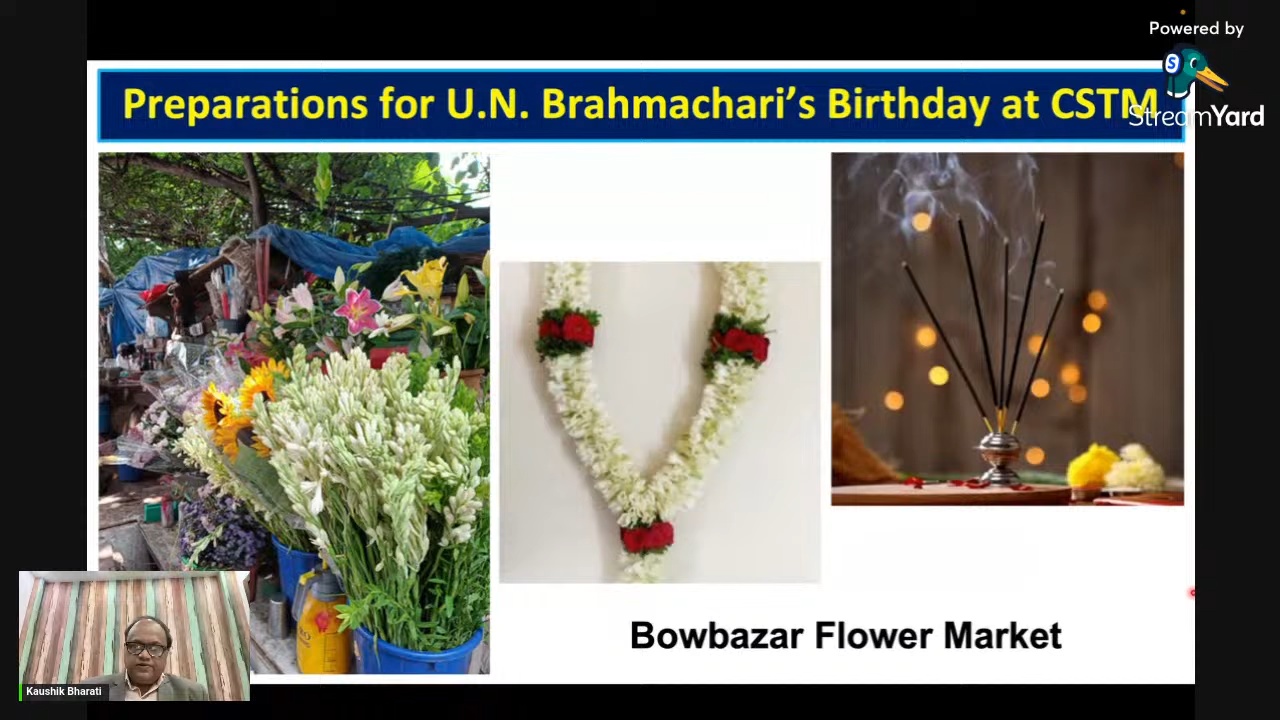 Powered by
StreamYard
Preparations for U.N. Brahmachari’s Birthday at CSTM
Bowbazar Flower Market
Kaushik Bharati